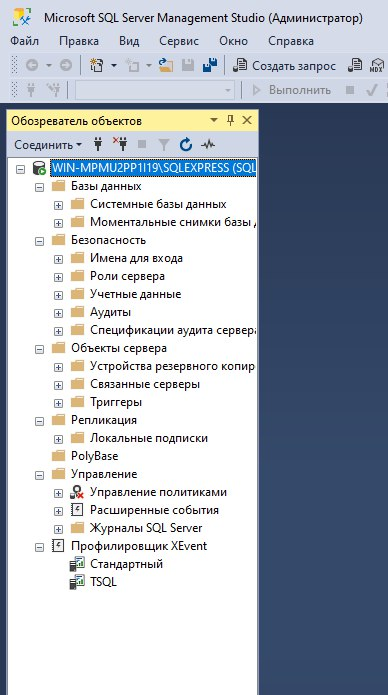 Microsoft SQL Server Management Studio (Администратор)
Файл Правка Вид Сервис Окно Справка
Создать запрос MDX
Выполнить
Обозреватель объектов
Соединить
WIN-MPMU2PP1I19\SQLEXPRESS (SQL
Базы данных
Системные базы данных
Моментальные снимки базы д
Безопасность
Имена для входа
Роли сервера
Учетные данные
Аудиты
Спецификации аудита сервера
Объекты сервера
Устройства резервного копир
Связанные серверы
Триггеры
Репликация
Локальные подписки
PolyBase
Управление
Управление политиками
Расширенные события
Журналы SQL Server
Профилировщик XEvent
Стандартный
TSQL